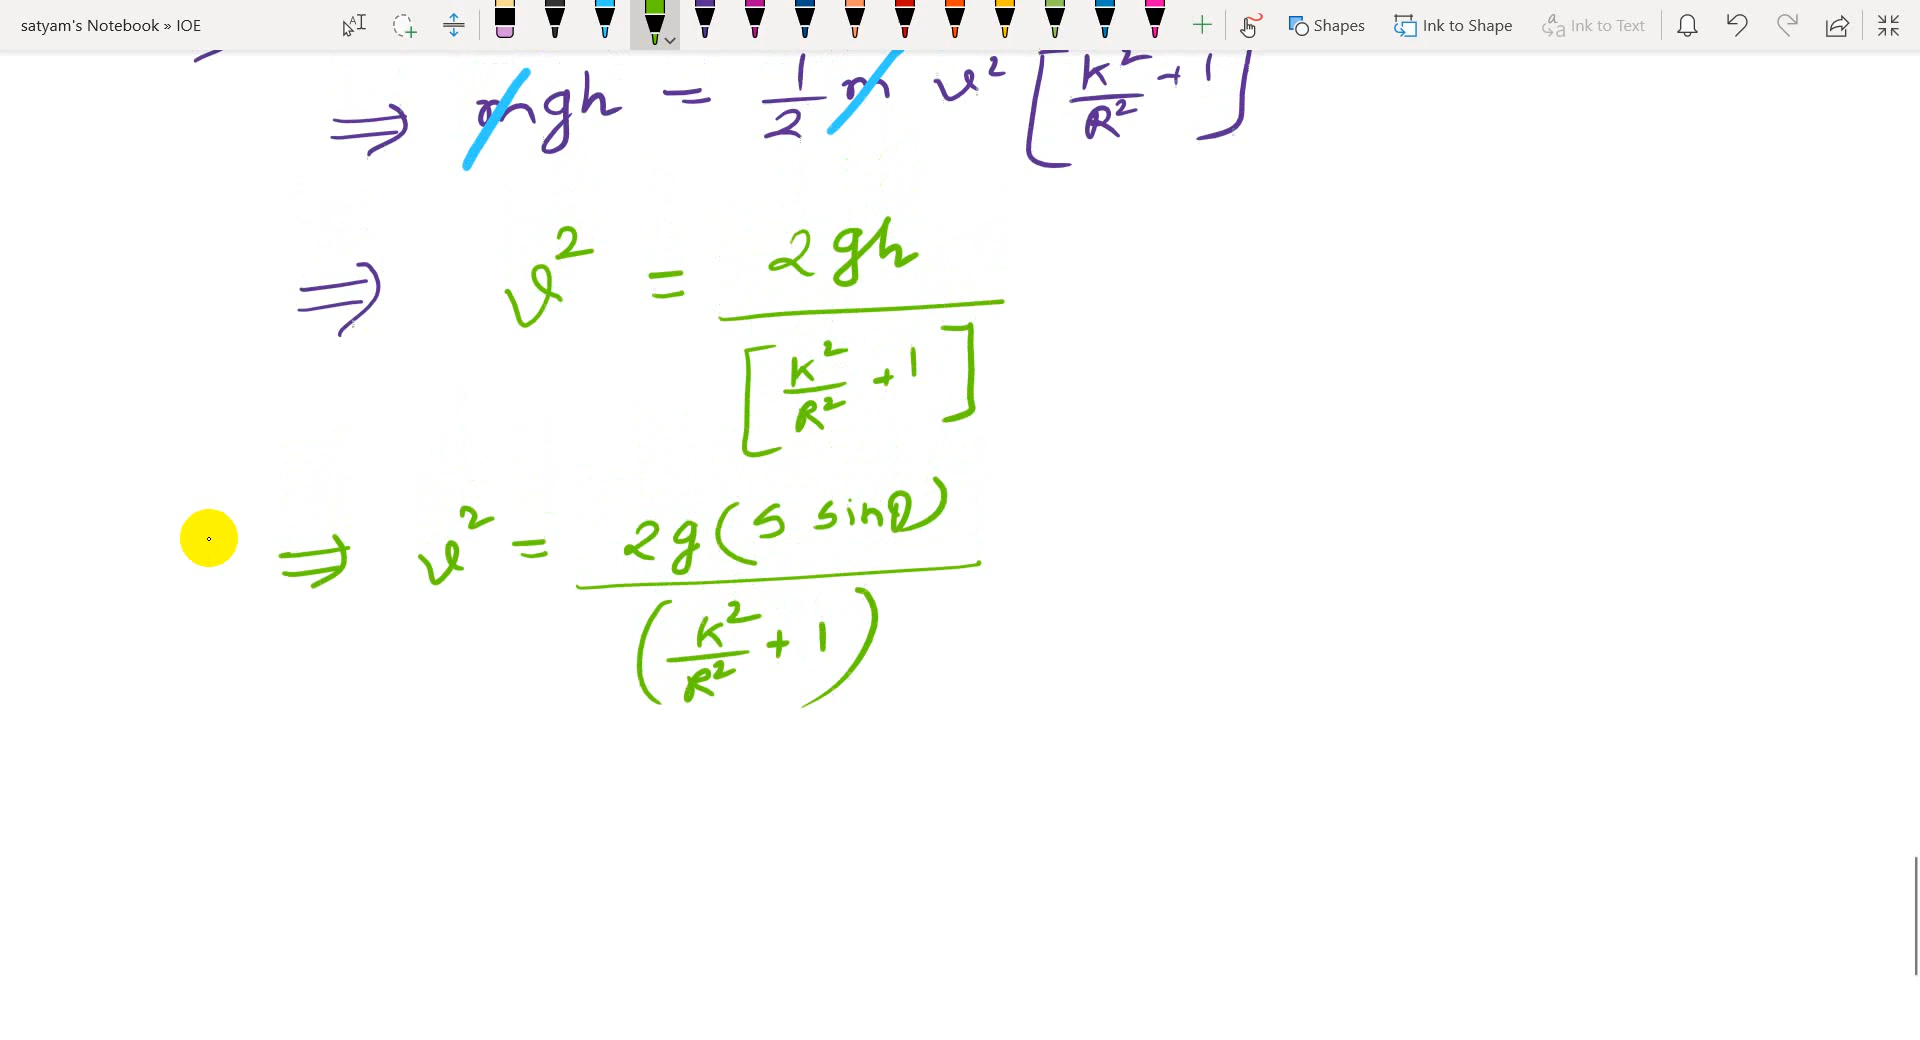 satyam's Notebook » IOE
Shapes
Ink to Shape
Ink to Text
⇒ mgh = 1/2 m v² [K²/R² + 1]
⇒ v² = 2gh / [K²/R² + 1]
⇒ v² = 2g(s sinθ) / (K²/R² + 1)